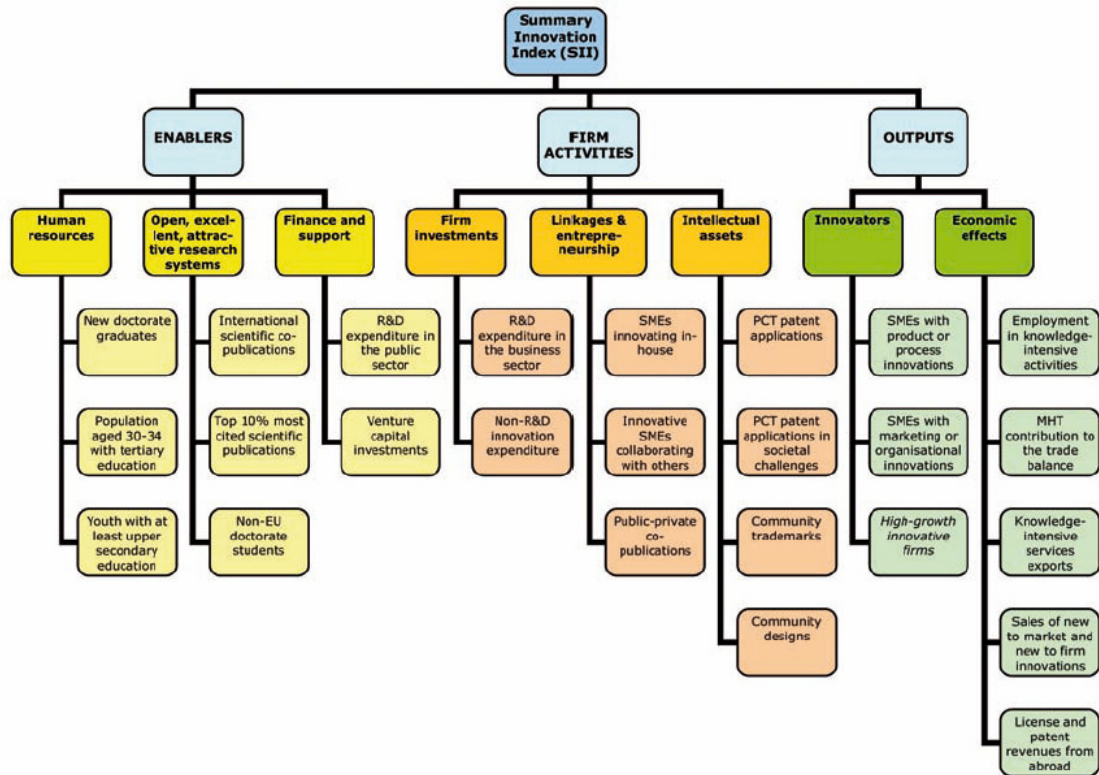 Summary
Innovation
Index (SII)
ENABLERS
FIRM
ACTIVITIES
OUTPUTS
Human
resources
Open, excel-
lent, attrac-
tive research
systems
Finance and
support
Firm
investments
Linkages &
entrepre-
neurship
Intellectual
assets
Innovators
Economic
effects
New doctorate
graduates
International
scientific co-
publications
R&D
expenditure in
the public
sector
R&D
expenditure in
the business
sector
SMEs
innovating in-
house
PCT patent
applications
SMEs with
product or
process
innovations
Employment
in knowledge-
intensive
activities
Population
aged 30-34
with tertiary
education
Top 10% most
cited scientific
publications
Venture
capital
investments
Non-R&D
innovation
expenditure
Innovative
SMEs
collaborating
with others
PCT patent
applications in
societal
challenges
SMEs with
marketing or
organisational
innovations
MHT
contribution to
the trade
balance
Youth with at
least upper
secondary
education
Non-EU
doctorate
students
Public-private
co-
publications
Community
trademarks
High-growth
innovative
firms
Knowledge-
intensive
services
exports
Community
designs
Sales of new
to market and
new to firm
innovations
License and
patent
revenues from
abroad